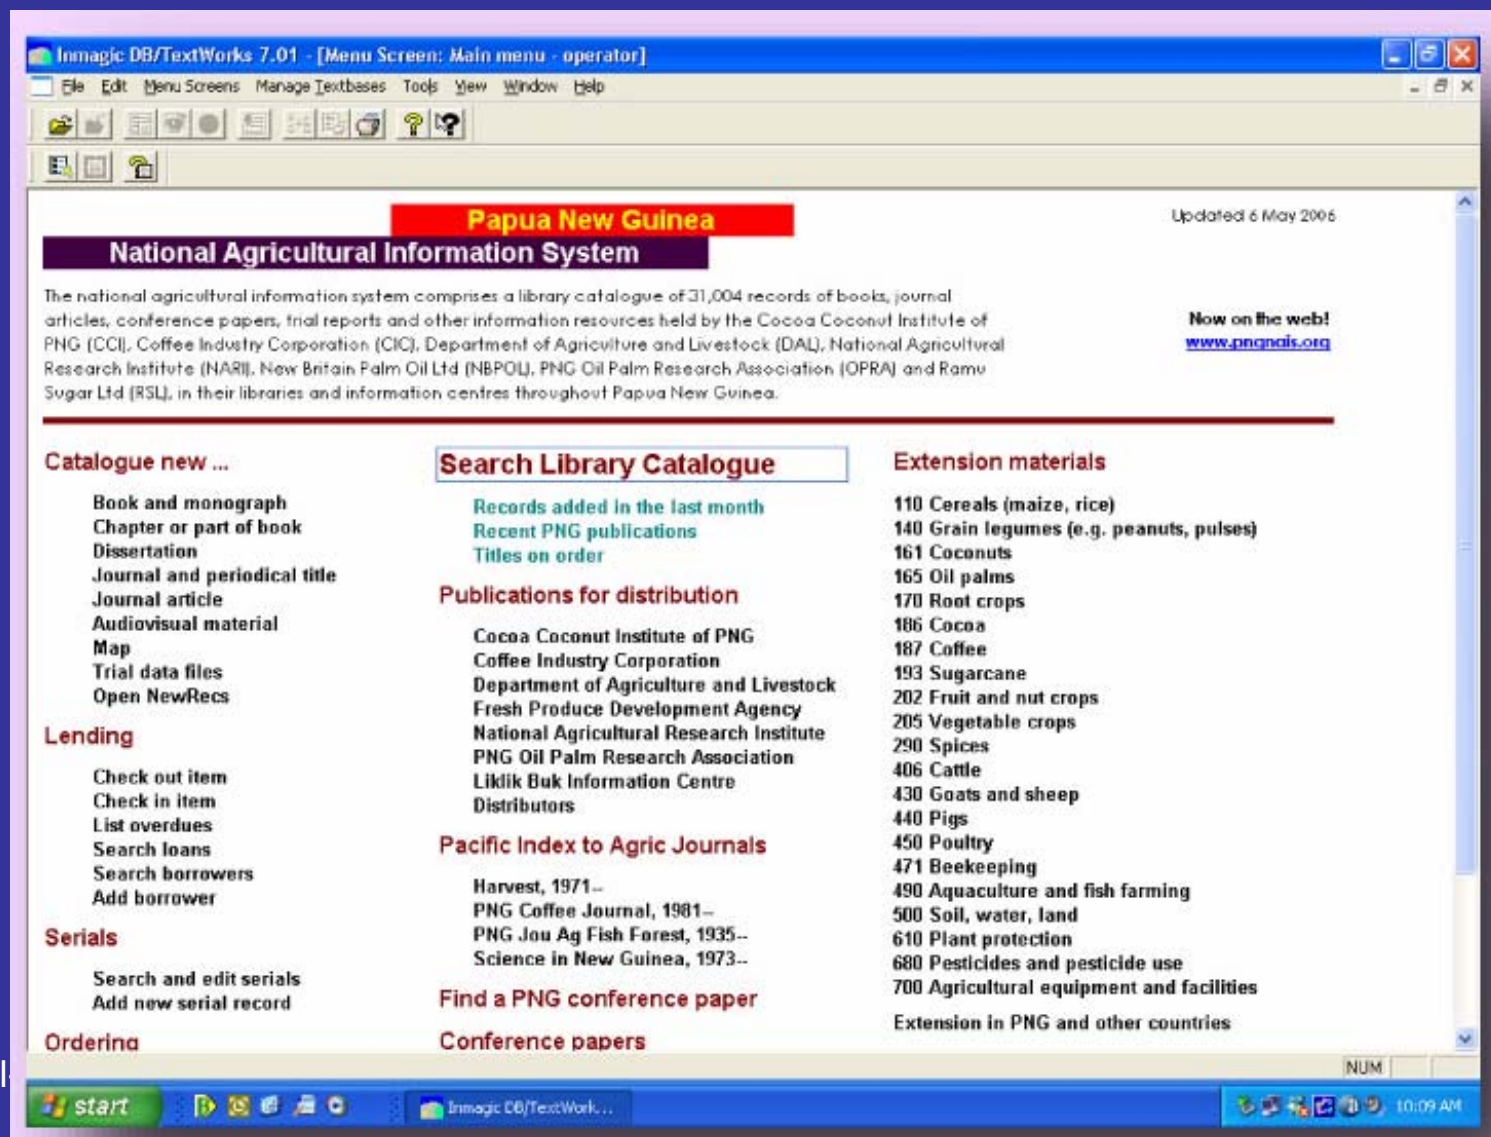 Inmagic DB/TextWorks 7.01 - [Menu Screen: Main menu - operator]
File Edit Menu Screens Manage Textbases Tools View Window Help
Papua New Guinea
Updated 6 May 2006
National Agricultural Information System
The national agricultural information system comprises a library catalogue of 31,004 records of books, journal
articles, conference papers, trial reports and other information resources held by the Cocoa Coconut Institute of
PNG (CCI), Coffee Industry Corporation (CIC), Department of Agriculture and Livestock (DAL), National Agricultural
Research Institute (NARI), New Britain Palm Oil Ltd (NBPOL), PNG Oil Palm Research Association (OPRA) and Ramu
Sugar Ltd (RSL), in their libraries and information centres throughout Papua New Guinea.
Now on the web!
www.pngnais.org
Catalogue new ...
Book and monograph
Chapter or part of book
Dissertation
Journal and periodical title
Journal article
Audiovisual material
Map
Trial data files
Open NewRecs
Lending
Check out item
Check in item
List overdues
Search loans
Search borrowers
Add borrower
Serials
Search and edit serials
Add new serial record
Ordering
Search Library Catalogue
Records added in the last month
Recent PNG publications
Titles on order
Publications for distribution
Cocoa Coconut Institute of PNG
Coffee Industry Corporation
Department of Agriculture and Livestock
Fresh Produce Development Agency
National Agricultural Research Institute
PNG Oil Palm Research Association
Liklik Buk Information Centre
Distributors
Pacific Index to Agric Journals
Harvest, 1971--
PNG Coffee Journal, 1981--
PNG Jou Ag Fish Forest, 1935--
Science in New Guinea, 1973--
Find a PNG conference paper
Conference papers
Extension materials
110 Cereals (maize, rice)
140 Grain legumes (e.g. peanuts, pulses)
161 Coconuts
165 Oil palms
170 Root crops
186 Cocoa
187 Coffee
193 Sugarcane
202 Fruit and nut crops
205 Vegetable crops
290 Spices
406 Cattle
430 Goats and sheep
440 Pigs
450 Poultry
471 Beekeeping
490 Aquaculture and fish farming
500 Soil, water, land
610 Plant protection
680 Pesticides and pesticide use
700 Agricultural equipment and facilities
Extension in PNG and other countries
NUM
start
Inmagic DB/TextWork...
10:09 AM